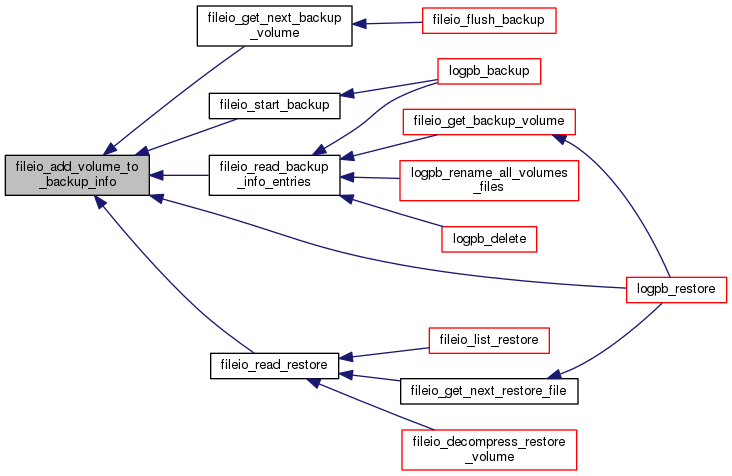 fileio_get_next_backup
_volume
fileio_flush_backup
logpb_backup
fileio_start_backup
fileio_get_backup_volume
fileio_add_volume_to
_backup_info
fileio_read_backup
_info_entries
logpb_rename_all_volumes
_files
logpb_delete
logpb_restore
fileio_list_restore
fileio_read_restore
fileio_get_next_restore_file
fileio_decompress_restore
_volume